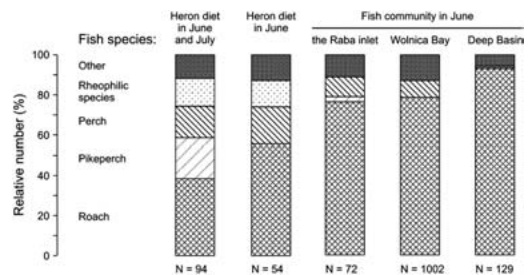 Fish species:
Heron diet
in June
and July
Heron diet
in June
Fish community in June
the Raba inlet
Wolnica Bay
Deep Basin
Relative number (%)
100
80
60
40
20
0
Other
Rheophilic
species
Perch
Pikeperch
Roach
N = 94
N = 54
N = 72
N = 1002
N = 129